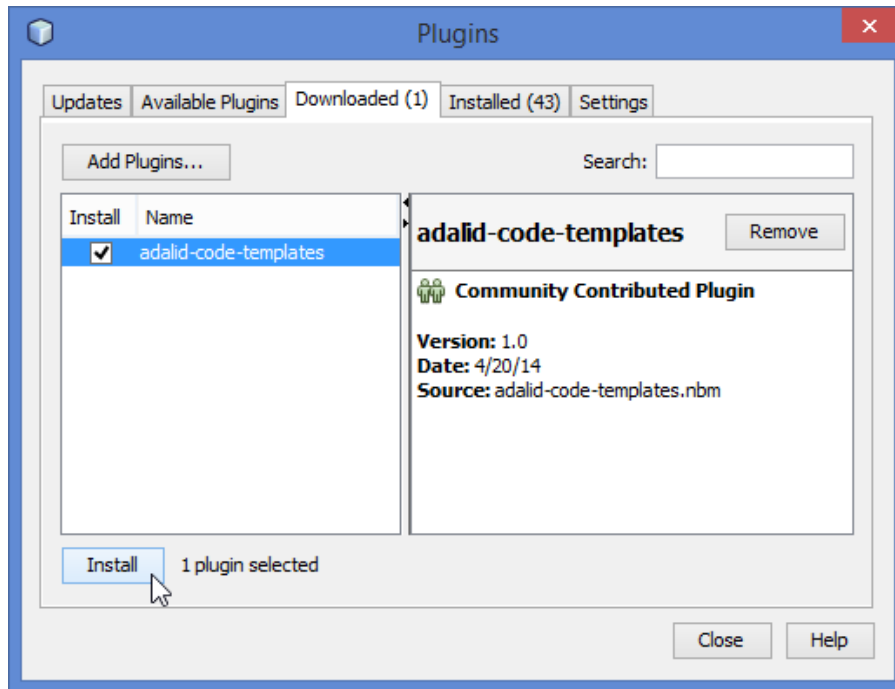 Plugins
Updates Available Plugins Downloaded (1) Installed (43) Settings
Add Plugins... Search:
Install Name
adalid-code-templates
adalid-code-templates Remove
Community Contributed Plugin
Version: 1.0
Date: 4/20/14
Source: adalid-code-templates.nbm
Install 1 plugin selected
Close Help